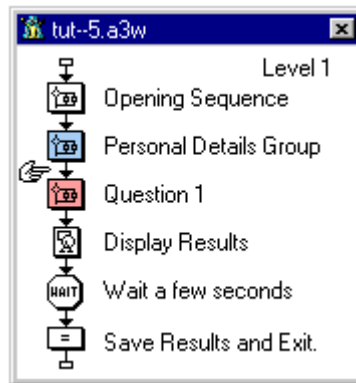 tut--5.a3w
Level 1
Opening Sequence
Personal Details Group
Question 1
Display Results
WAIT
Wait a few seconds
=
Save Results and Exit.